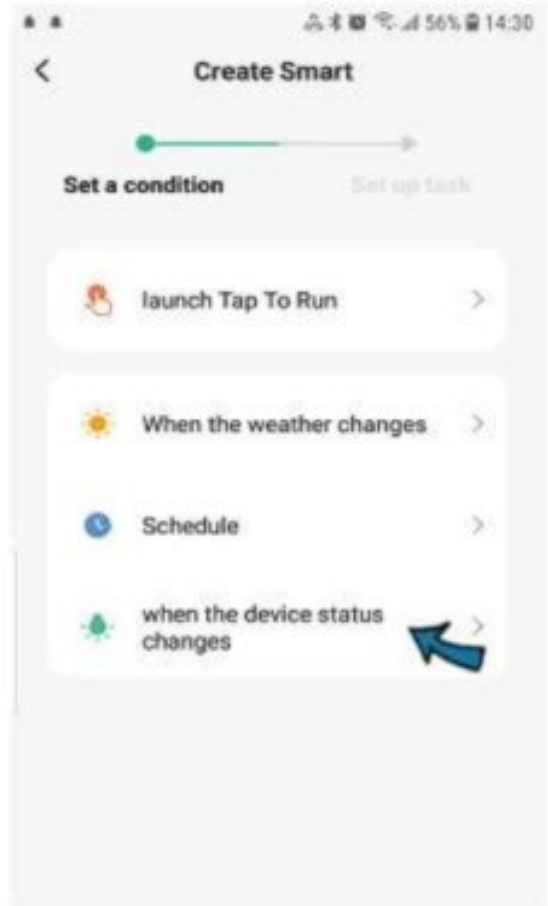 56% 14:30
Create Smart
Set a condition
Set up task
launch Tap To Run
When the weather changes
Schedule
when the device status
changes